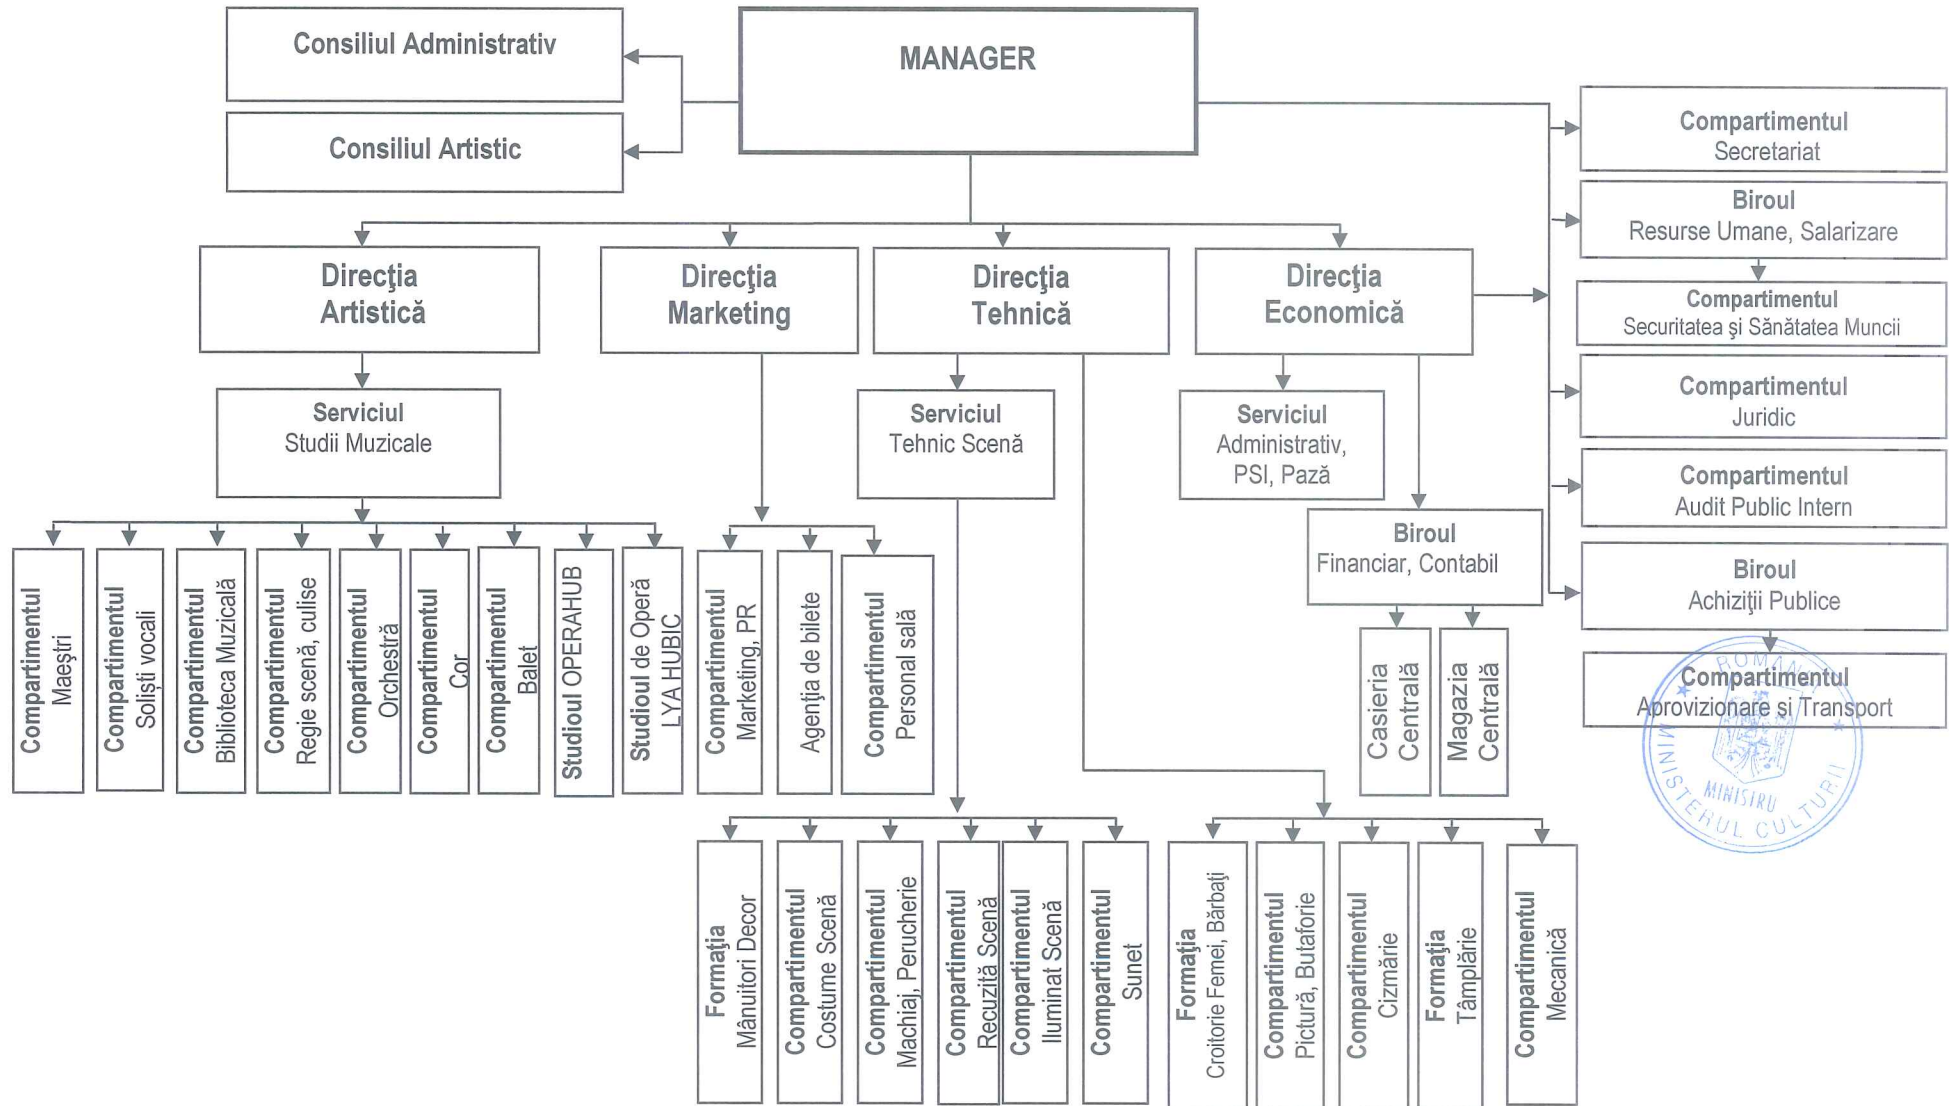 Consiliul Administrativ
MANAGER
Consiliul Artistic
Compartimentul
Secretariat
Biroul
Resurse Umane, Salarizare
Compartimentul
Securitatea şi Sănătatea Muncii
Compartimentul
Juridic
Compartimentul
Audit Public Intern
Biroul
Achiziţii Publice
Compartimentul
Aprovizionare și Transport
Direcţia
Artistică
Direcţia
Marketing
Direcţia
Tehnică
Direcţia
Economică
Serviciul
Studii Muzicale
Serviciul
Tehnic Scenă
Serviciul
Administrativ,
PSI, Pază
Biroul
Financiar, Contabil
Compartimentul
Maeştri
Compartimentul
Soliști vocali
Compartimentul
Biblioteca Muzicală
Compartimentul
Regie scenă, culise
Compartimentul
Orchestră
Compartimentul
Cor
Compartimentul
Balet
Studioul OPERAHUB
Studioul de Operă
LYA HUBIC
Compartimentul
Marketing, PR
Agenţia de bilete
Compartimentul
Personal sală
Casieria
Centrală
Magazia
Centrală
Formaţia
Mânuitori Decor
Compartimentul
Costume Scenă
Compartimentul
Machiaj, Perucherie
Compartimentul
Recuzită Scenă
Compartimentul
Iluminat Scenă
Compartimentul
Sunet
Formaţia
Croitorie Femei, Bărbaţi
Compartimentul
Pictură, Butaforie
Compartimentul
Cizmărie
Formaţia
Tâmplărie
Compartimentul
Mecanică
MINISTRU
MINISTERUL CULTURII